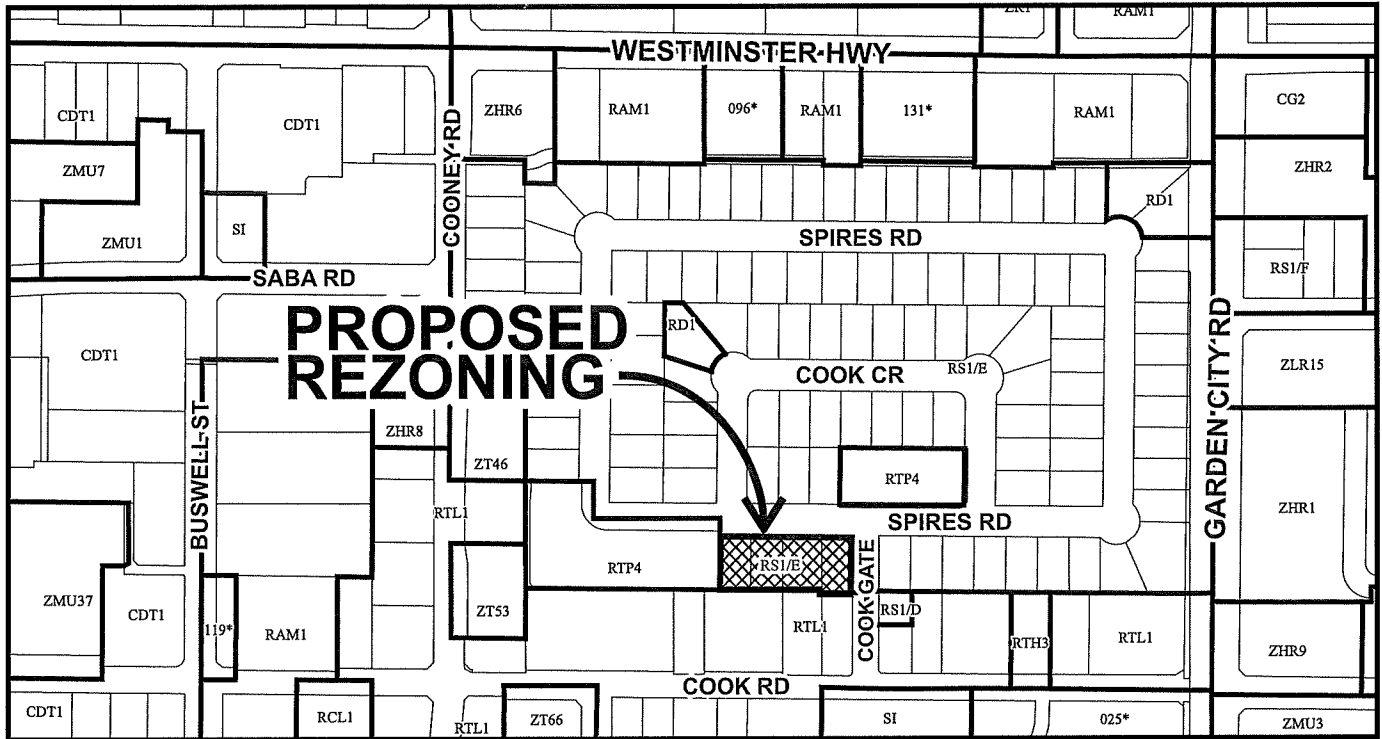 ZR1
RAM1
WESTMINSTER HWY
CDT1
CDT1
ZHR6
RAM1
096*
RAM1
131*
RAM1
CG2
COONEY RD
ZMU7
ZHR2
SI
RD1
ZMU1
SPIRES RD
SABA RD
RS1/F
PROPOSED
REZONING
RD1
GARDEN CITY RD
CDT1
COOK CR
RS1/E
ZLR15
BUSWELL ST
ZHR8
ZT46
RTP4
RTL1
SPIRES RD
ZHR1
RTP4
RS1/E
COOK GATE
ZMU37
CDT1
119*
RAM1
ZT53
RTL1
RS1/D
RTH3
RTL1
ZHR9
COOK RD
CDT1
RCL1
RTL1
ZT66
SI
025*
ZMU3